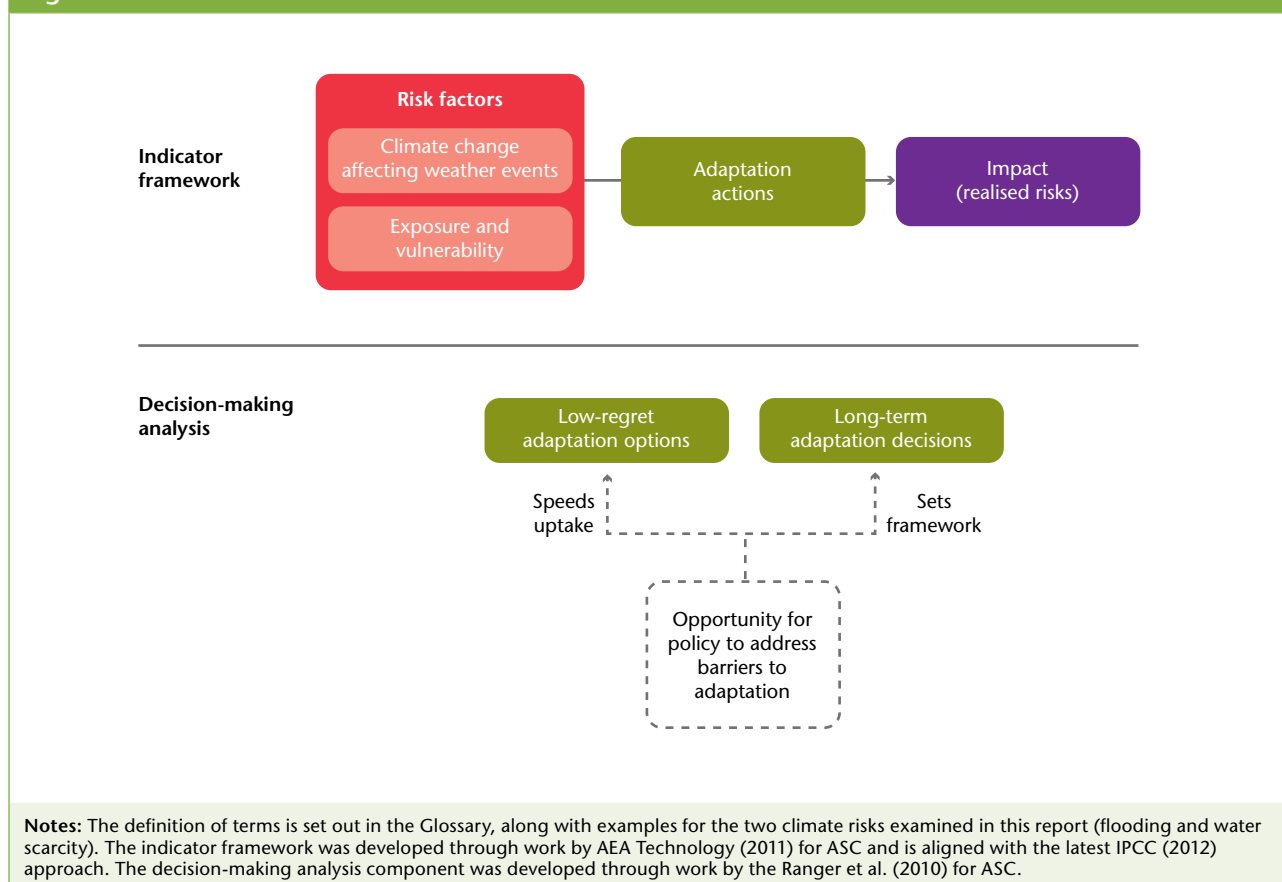 Risk factors
Climate change
affecting weather events
Exposure and
vulnerability
Indicator
framework
Adaptation
actions
Impact
(realised risks)
Decision-making
analysis
Low-regret
adaptation options
Long-term
adaptation decisions
Speeds
uptake
Sets
framework
Opportunity for
policy to address
barriers to
adaptation
Notes: The definition of terms is set out in the Glossary, along with examples for the two climate risks examined in this report (flooding and water
scarcity). The indicator framework was developed through work by AEA Technology (2011) for ASC and is aligned with the latest IPCC (2012)
approach. The decision-making analysis component was developed through work by the Ranger et al. (2010) for ASC.